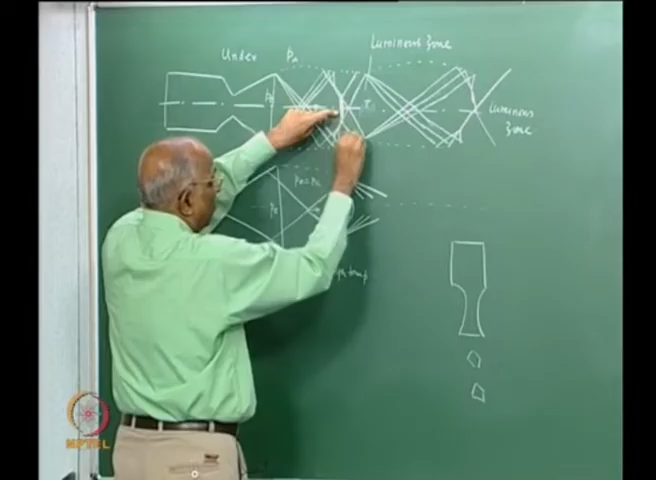 Under
Pa
Luminous Zone
Pe
Luminous
Zone
Pe = Pa
Pe
NPTEL